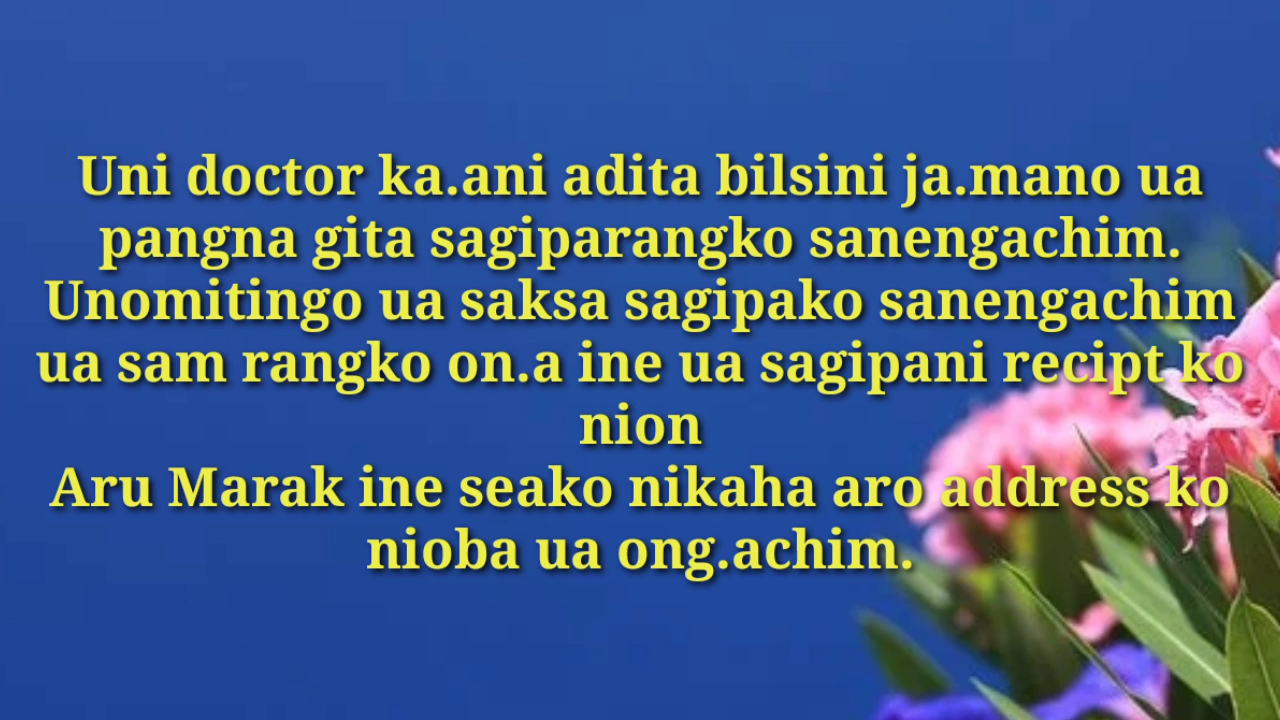 Uni doctor ka.ani adita bilsini ja.mano ua
pangna gita sagiparangko sanengachim.
Unomitingo ua saksa sagipako sanengachim
ua sam rangko on.a ine ua sagipani recipt ko
nion
Aru Marak ine seako nikaha aro address ko
nioba ua ong.achim.